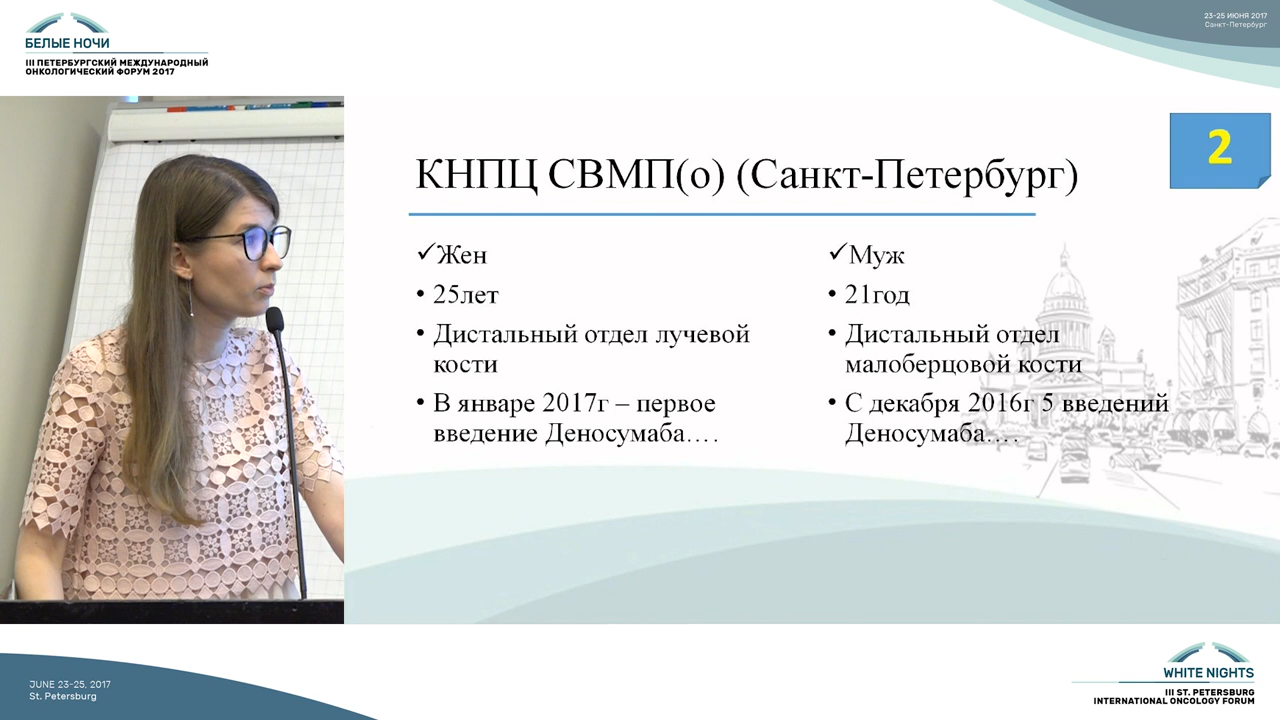 БЕЛЫЕ НОЧИ
III ПЕТЕРБУРГСКИЙ МЕЖДУНАРОДНЫЙ
ОНКОЛОГИЧЕСКИЙ ФОРУМ 2017
23-25 ИЮНЯ 2017
Санкт-Петербург
2
КНПЦ СВМП(о) (Санкт-Петербург)
✓Жен
• 25лет
• Дистальный отдел лучевой
кости
• В январе 2017г – первое
введение Деносумаба….
✓Муж
• 21год
• Дистальный отдел
малоберцовой кости
• С декабря 2016г 5 введений
Деносумаба….
JUNE 23-25, 2017
St. Petersburg
WHITE NIGHTS
III ST. PETERSBURG
INTERNATIONAL ONCOLOGY FORUM